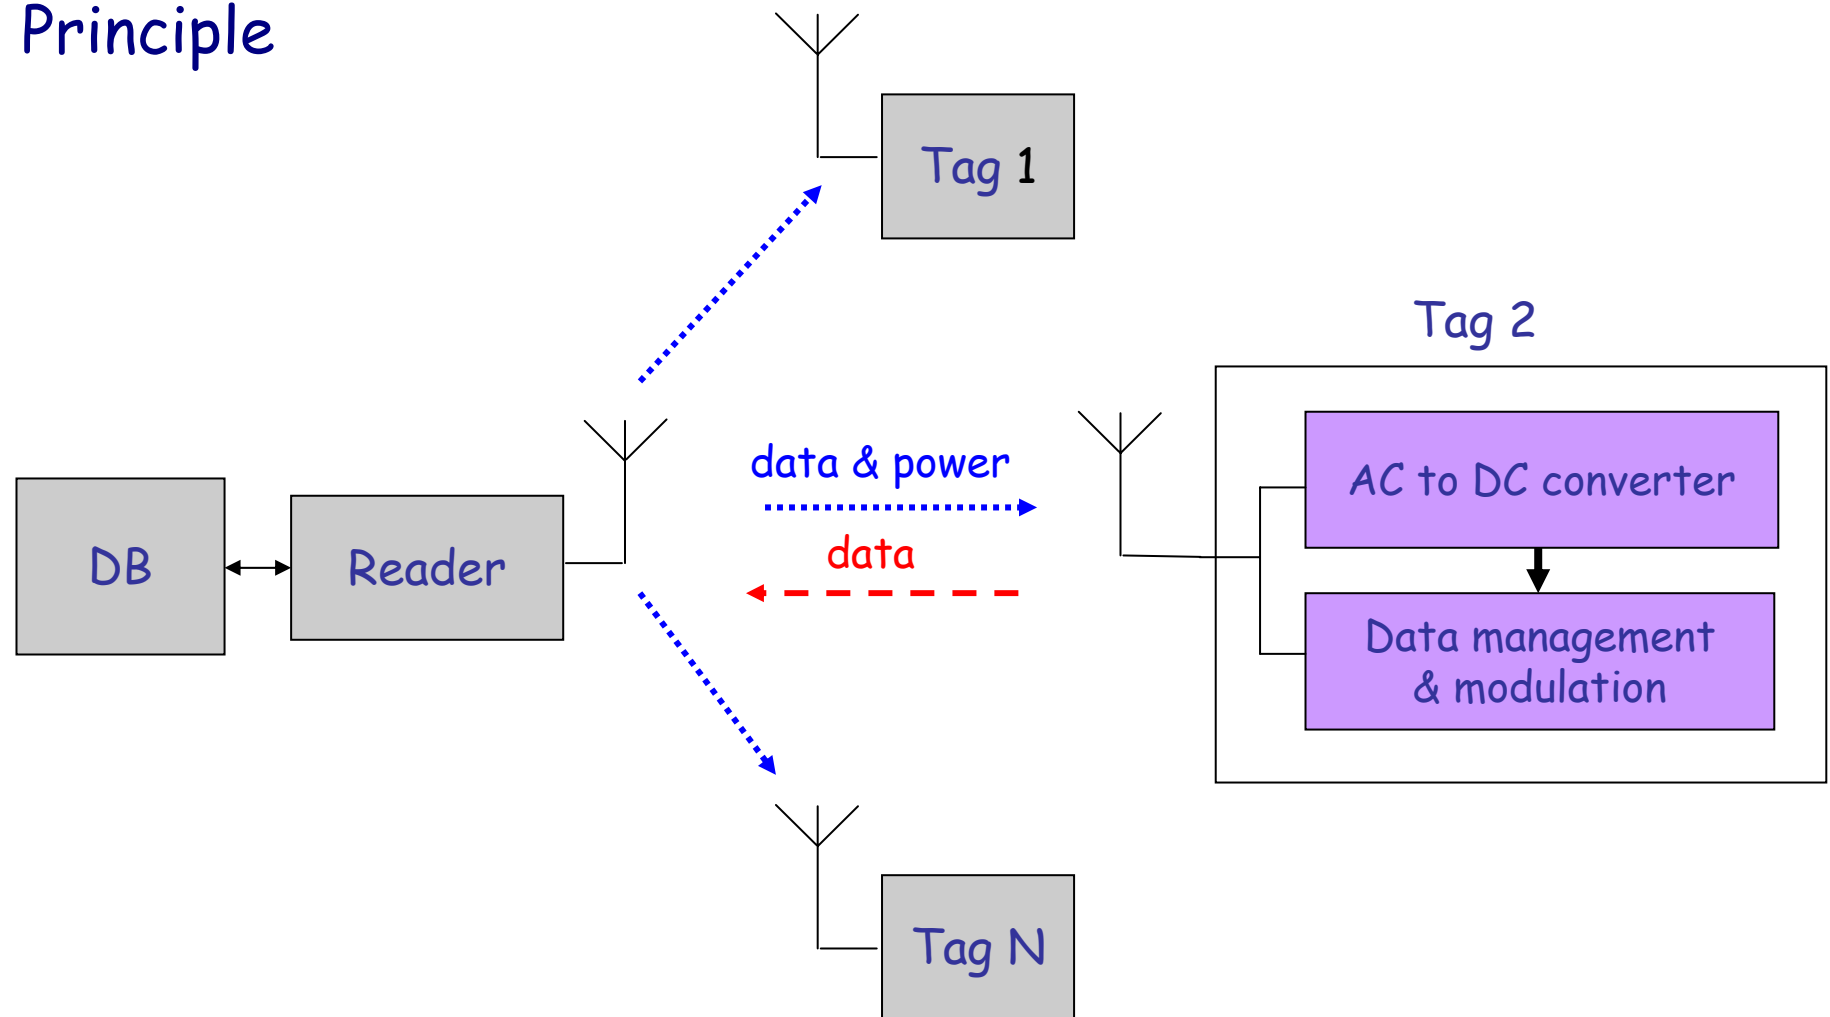 Principle
Tag 1
Tag 2
data & power
AC to DC converter
data
DB
Reader
Data management
& modulation
Tag N